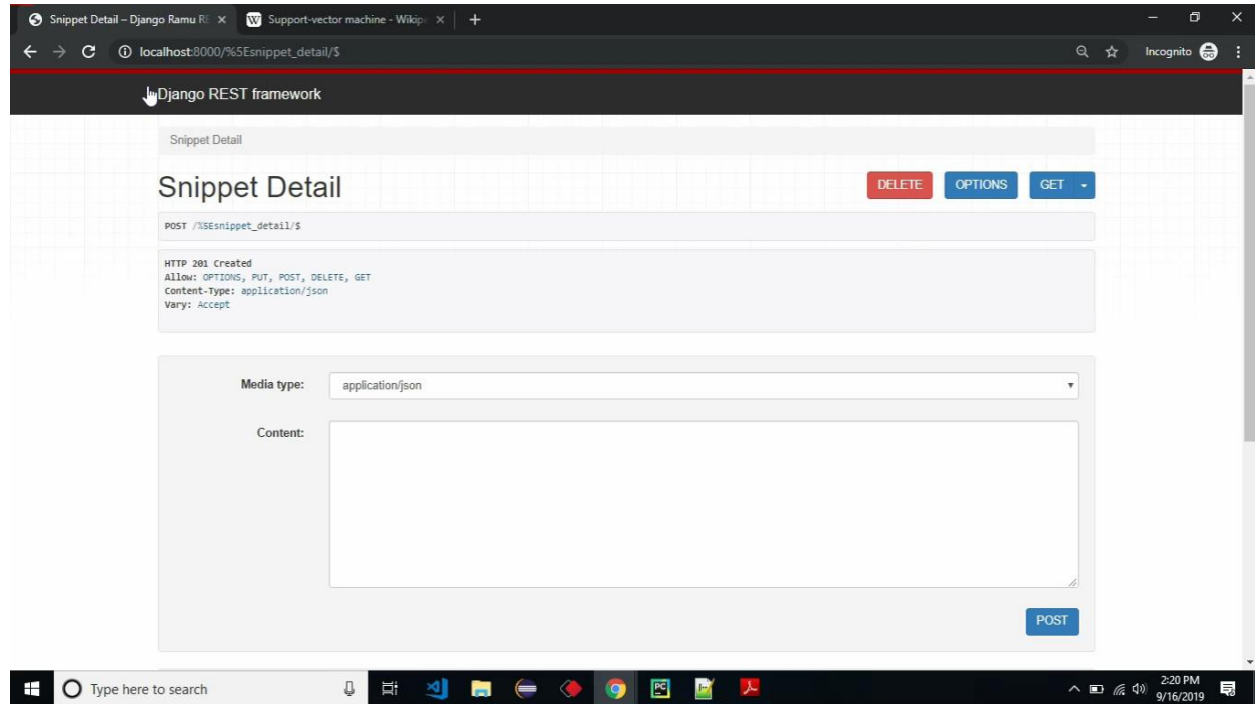 Snippet Detail – Django Ramu RE
Support-vector machine - Wikipe
localhost:8000/%5Esnippet_detail/$
Incognito
Django REST framework
Snippet Detail
Snippet Detail
DELETE OPTIONS GET
POST /%5Esnippet_detail/$
HTTP 201 Created
Allow: OPTIONS, PUT, POST, DELETE, GET
Content-Type: application/json
Vary: Accept
Media type: application/json
Content:
POST
Type here to search
2:20 PM
9/16/2019